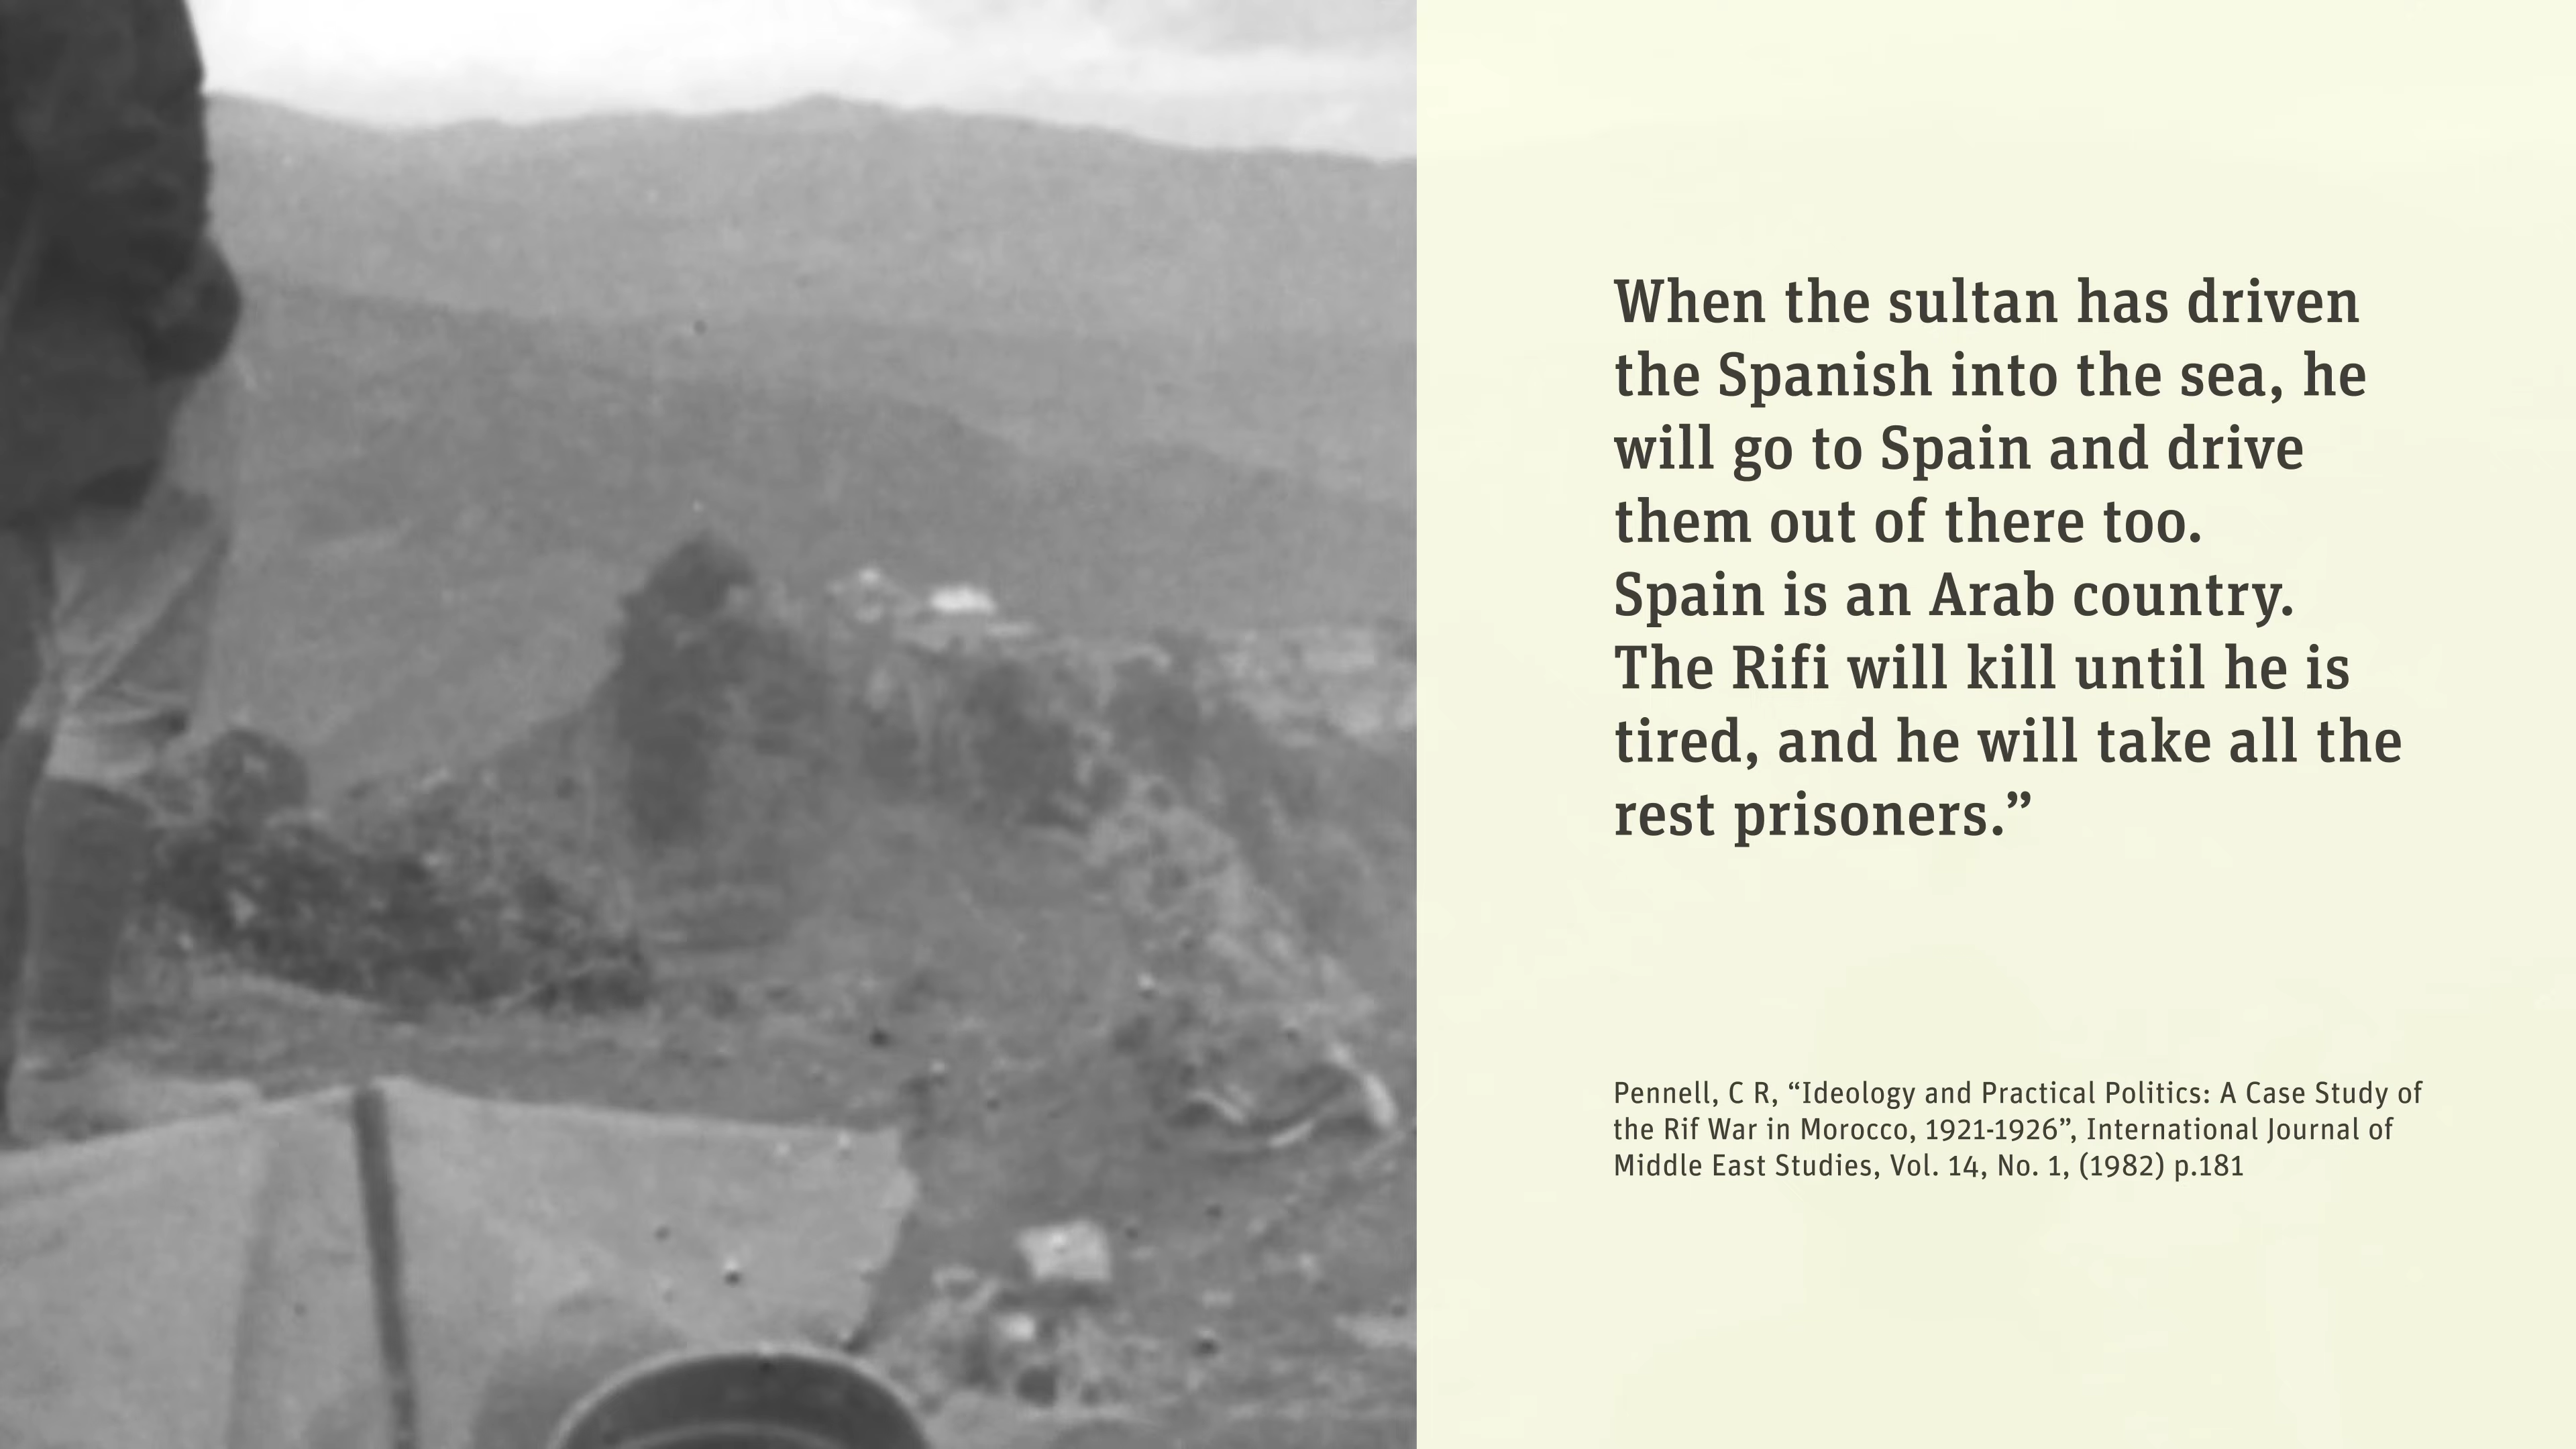 When the sultan has driven
the Spanish into the sea, he
will go to Spain and drive
them out of there too.
Spain is an Arab country.
The Rifi will kill until he is
tired, and he will take all the
rest prisoners.”
Pennell, C R, “Ideology and Practical Politics: A Case Study of
the Rif War in Morocco, 1921-1926”, International Journal of
Middle East Studies, Vol. 14, No. 1, (1982) p.181